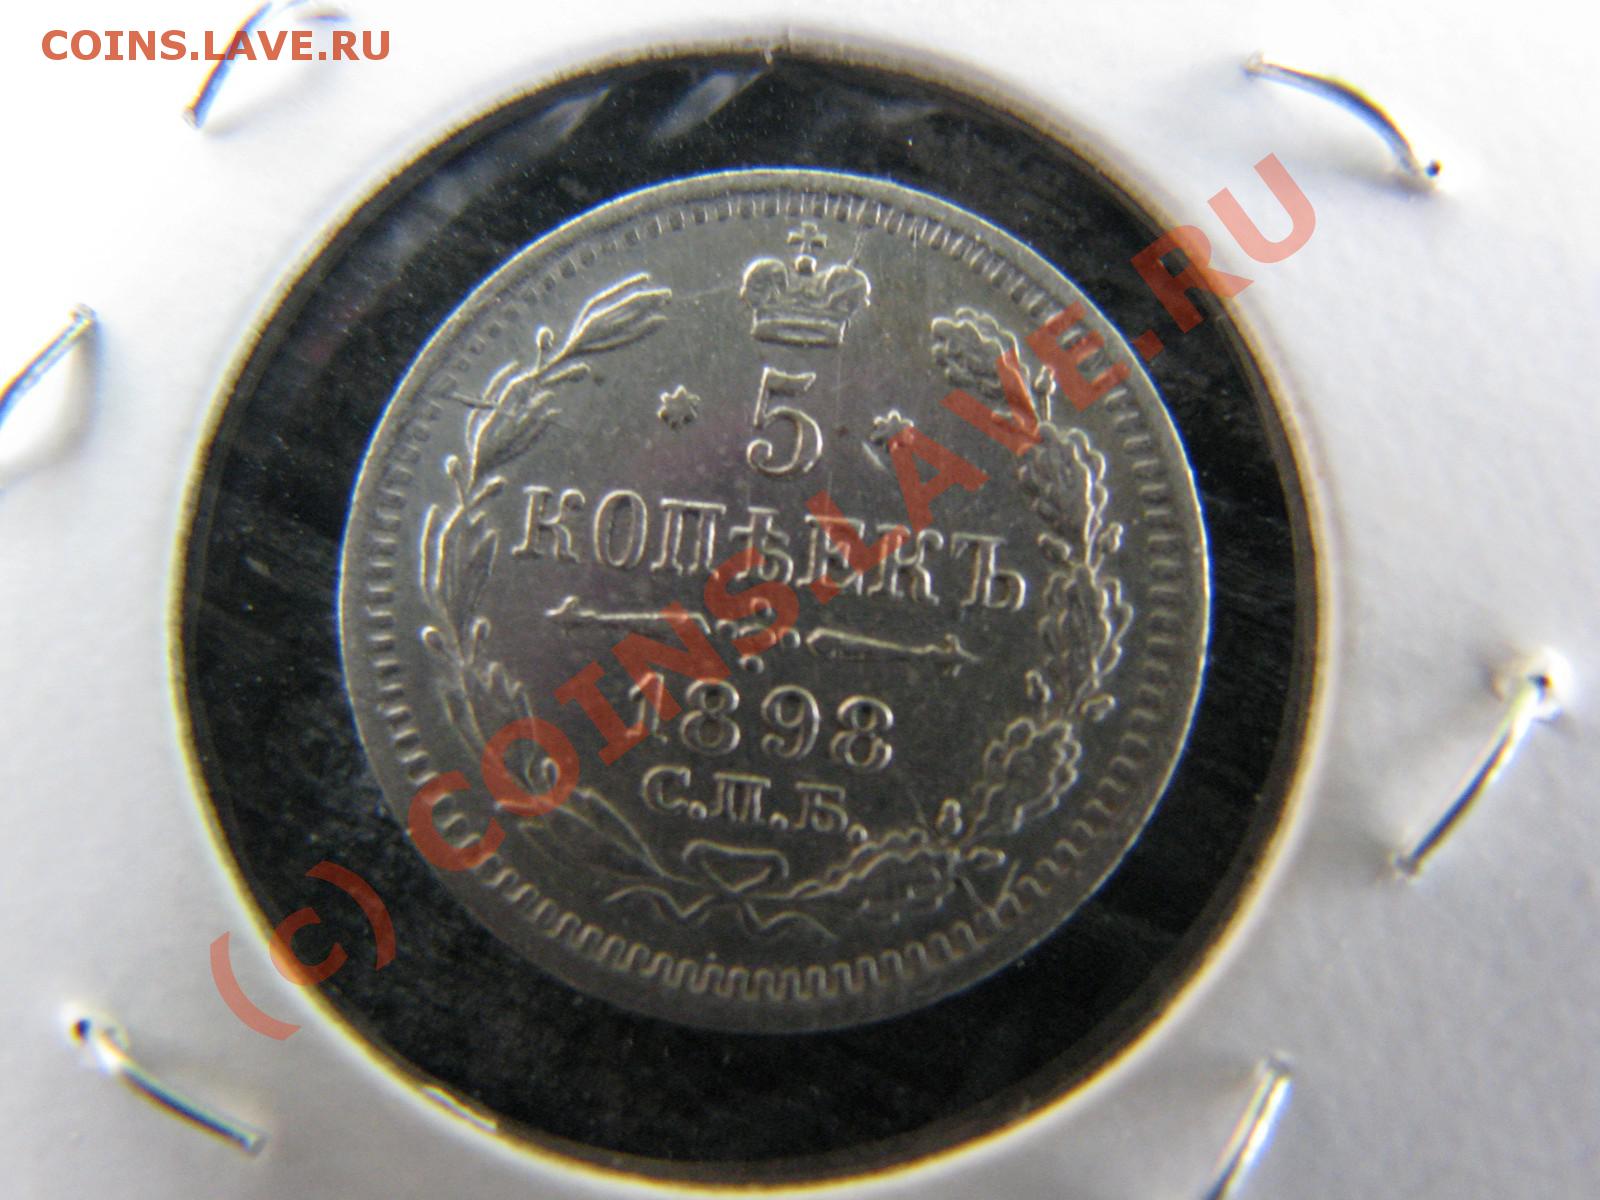 COINS.LAVE.RU
5
КОПѢЕКЪ
1898
С.П.Б.
(c) COINS.LAVE.RU